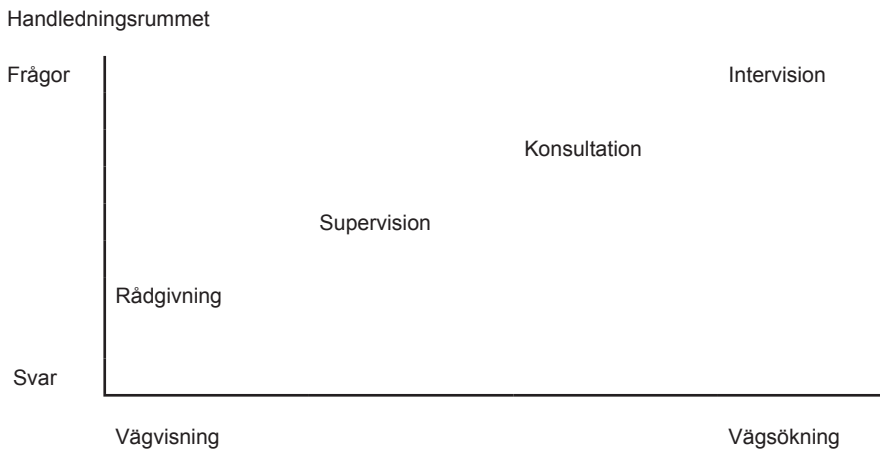 Handledningsrummet
Frågor Intervision
Konsultation
Supervision
Rådgivning
Svar
Vägvisning Vägsökning